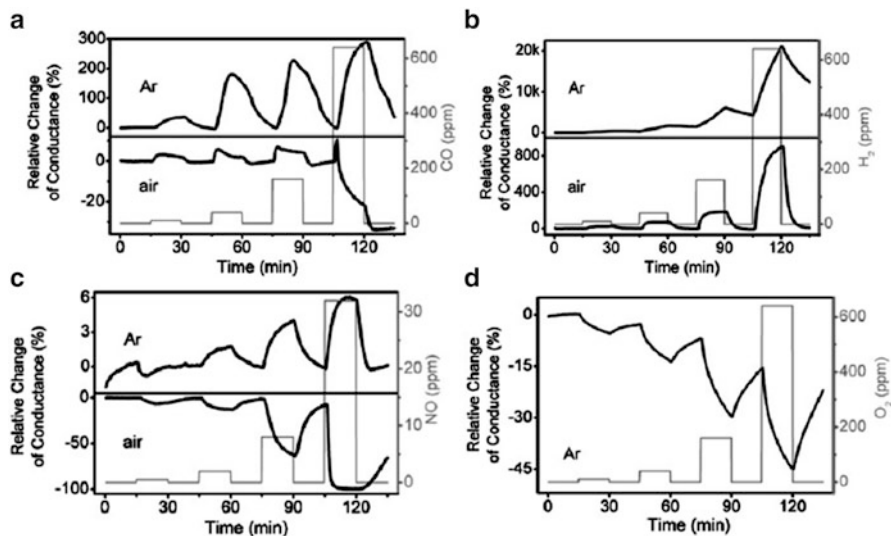 a
300
200
100
0
0
-20
Relative Change
of Conductance (%)
Ar
air
600
400
200
0
CO (ppm)
0 30 60 90 120
Time (min)
b
20k
10k
0
800
400
0
Relative Change
of Conductance (%)
Ar
air
600
400
200
0
H₂ (ppm)
0 30 60 90 120
Time (min)
c
6
3
0
0
-50
-100
Relative Change
of Conductance (%)
Ar
air
30
20
10
0
NO (ppm)
0 30 60 90 120
Time (min)
d
0
-15
-30
-45
Relative Change
of Conductance (%)
Ar
600
400
200
0
O₂ (ppm)
0 30 60 90 120
Time (min)